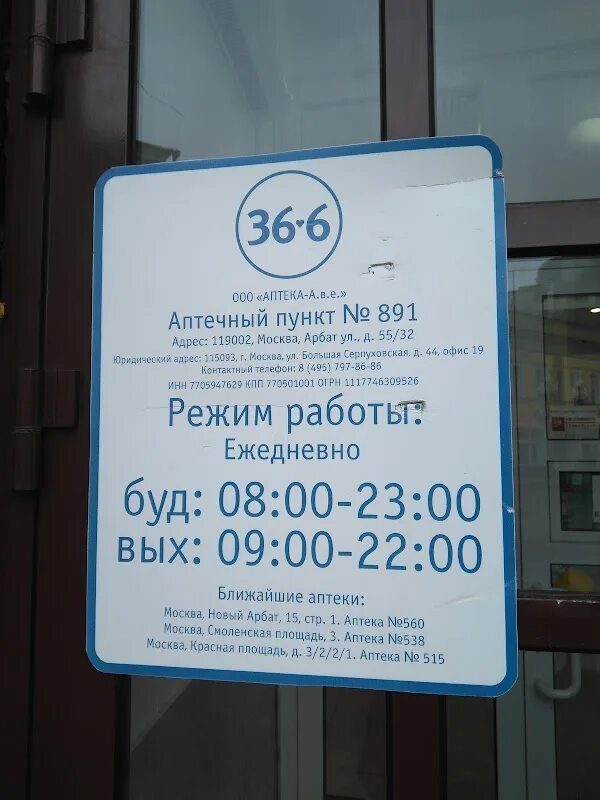 36·6
ООО «АПТЕКА-А.в.е.»
Аптечный пункт № 891
Адрес: 119002, Москва, Арбат ул., д. 55/32
Юридический адрес: 115093, г. Москва, ул. Большая Серпуховская, д. 44, офис 19
Контактный телефон: 8 (495) 797-86-86
ИНН 7705947629 КПП 770501001 ОГРН 1117746309526
Режим работы:
Ежедневно
буд: 08:00-23:00
вых: 09:00-22:00
Ближайшие аптеки:
Москва, Новый Арбат, 15, стр. 1. Аптека №560
Москва, Смоленская площадь, 3. Аптека №538
Москва, Красная площадь, д. 3/2/2/1. Аптека № 515